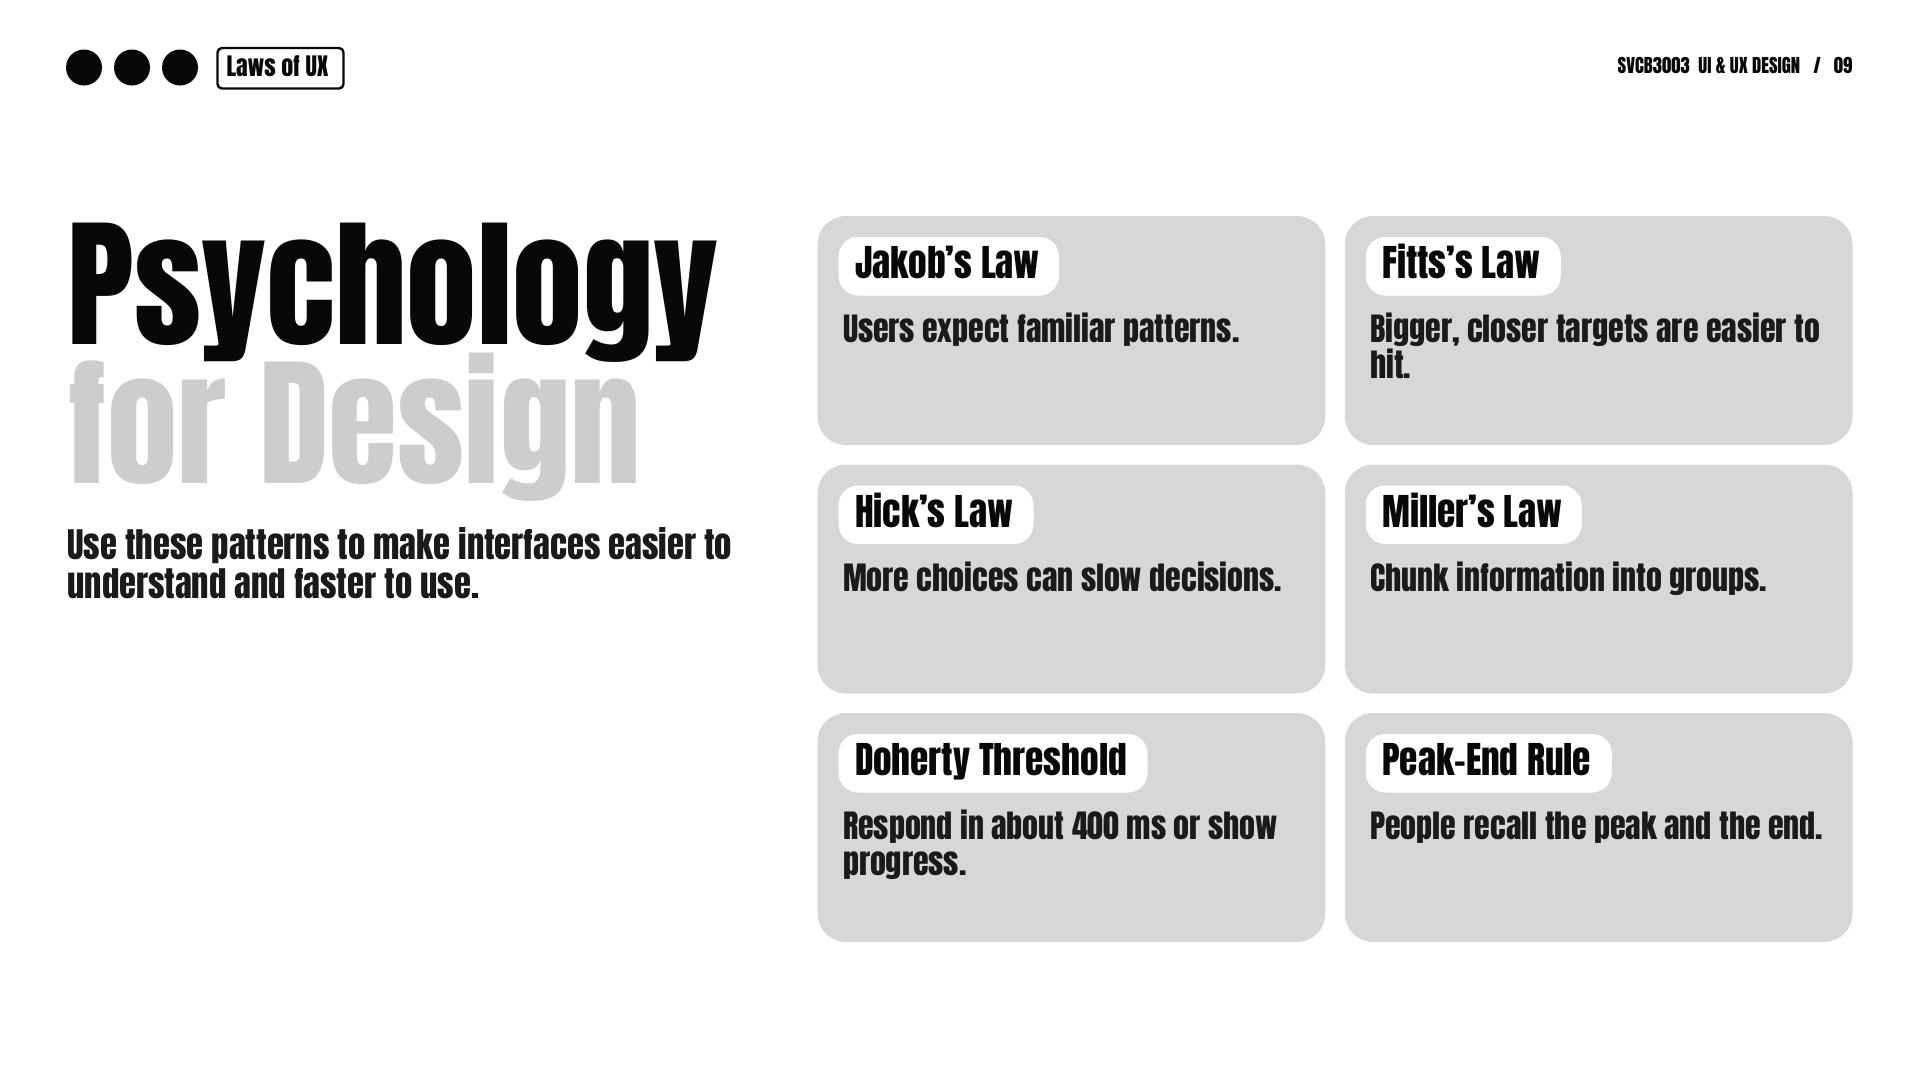 Laws of UX
SVCB3003 UI & UX DESIGN / 09
Psychology
for Design
Use these patterns to make interfaces easier to
understand and faster to use.
Jakob’s Law
Users expect familiar patterns.
Fitts’s Law
Bigger, closer targets are easier to
hit.
Hick’s Law
More choices can slow decisions.
Miller’s Law
Chunk information into groups.
Doherty Threshold
Respond in about 400 ms or show
progress.
Peak-End Rule
People recall the peak and the end.